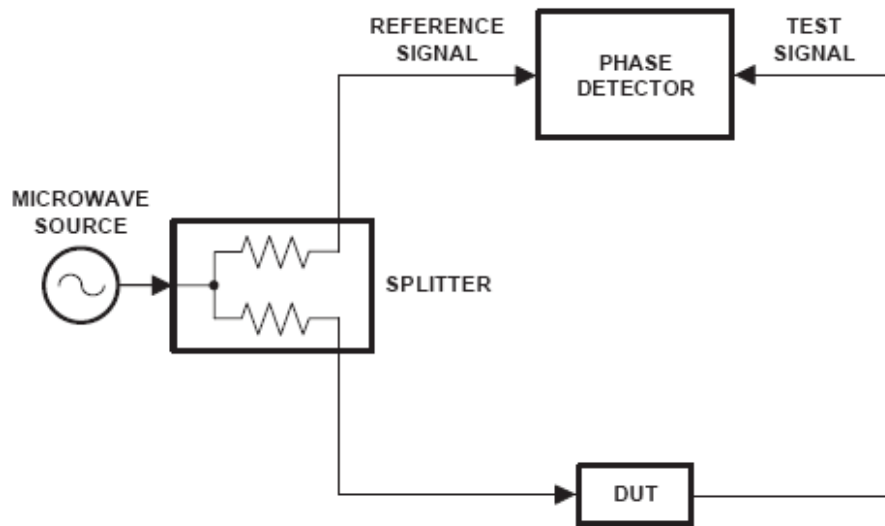 REFERENCE
SIGNAL
PHASE
DETECTOR
TEST
SIGNAL
MICROWAVE
SOURCE
SPLITTER
DUT